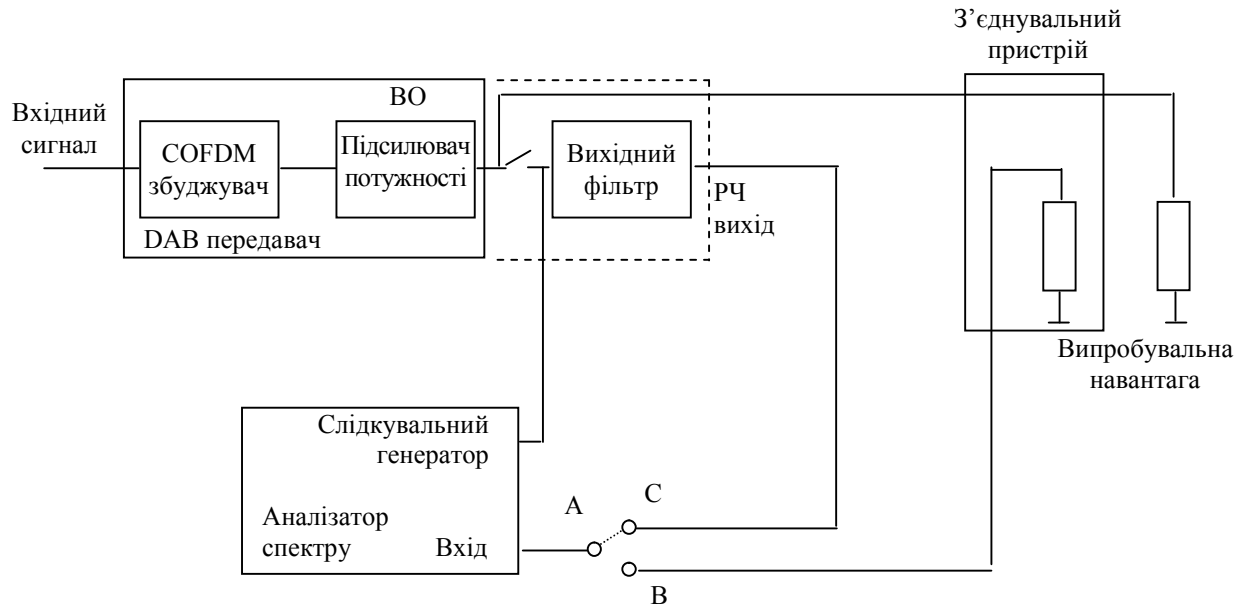 З’єднувальний
пристрій
Вхідний
сигнал
ВО
COFDM
збуджувач
Підсилювач
потужності
Вихідний
фільтр
РЧ
вихід
DAB передавач
Випробувальна
навантага
Слідкувальний
генератор
Аналізатор
спектру
Вхід
А
С
В